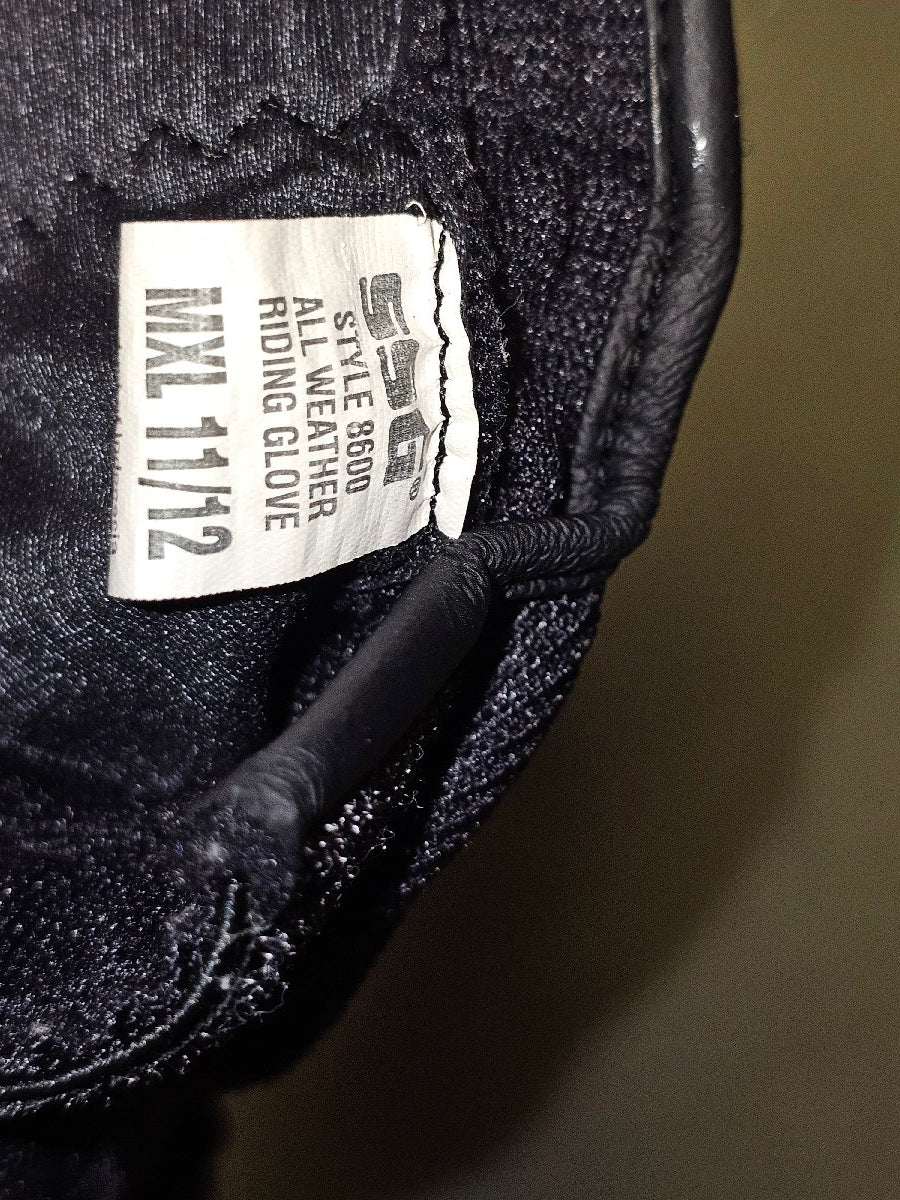 SSG®
STYLE 8600
ALL WEATHER
RIDING GLOVE
MXL 11/12